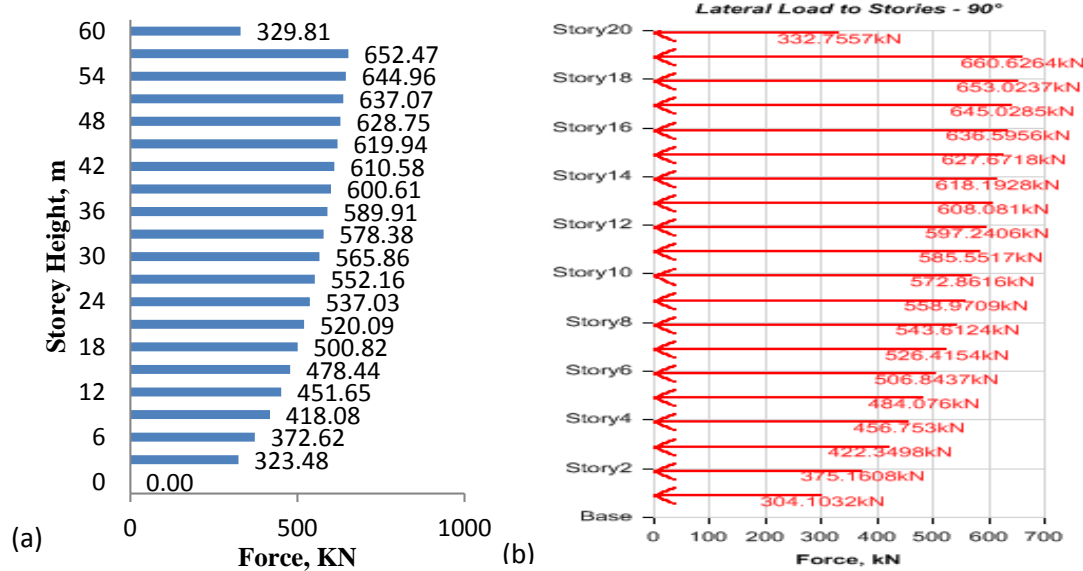 60
54
48
42
36
30
24
18
12
6
0
Storey Height, m
329.81
652.47
644.96
637.07
628.75
619.94
610.58
600.61
589.91
578.38
565.86
552.16
537.03
520.09
500.82
478.44
451.65
418.08
372.62
323.48
0.00
0 500 1000
Force, KN
(a)
Lateral Load to Stories - 90°
Story20
Story18
Story16
Story14
Story12
Story10
Story8
Story6
Story4
Story2
Base
332.7557kN
660.6264kN
653.0237kN
645.0285kN
636.5956kN
627.6718kN
618.1928kN
608.081kN
597.2406kN
585.5517kN
572.8616kN
558.9709kN
543.6124kN
526.4154kN
506.8437kN
484.076kN
456.753kN
422.3498kN
375.1608kN
304.1032kN
0 100 200 300 400 500 600 700
Force, kN
(b)